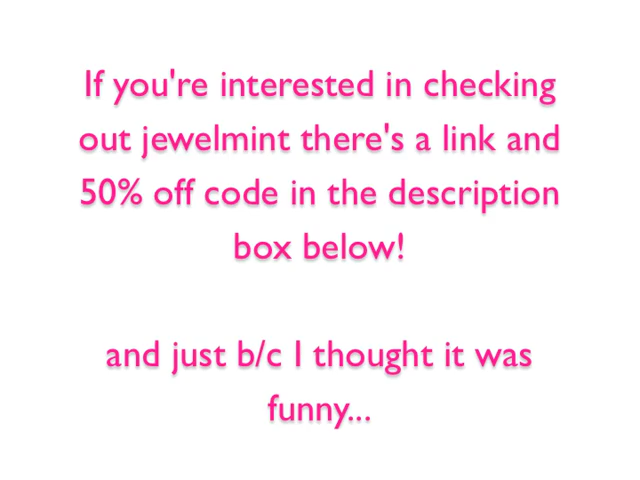 If you're interested in checking
out jewelmint there's a link and
50% off code in the description
box below!
and just b/c I thought it was
funny...